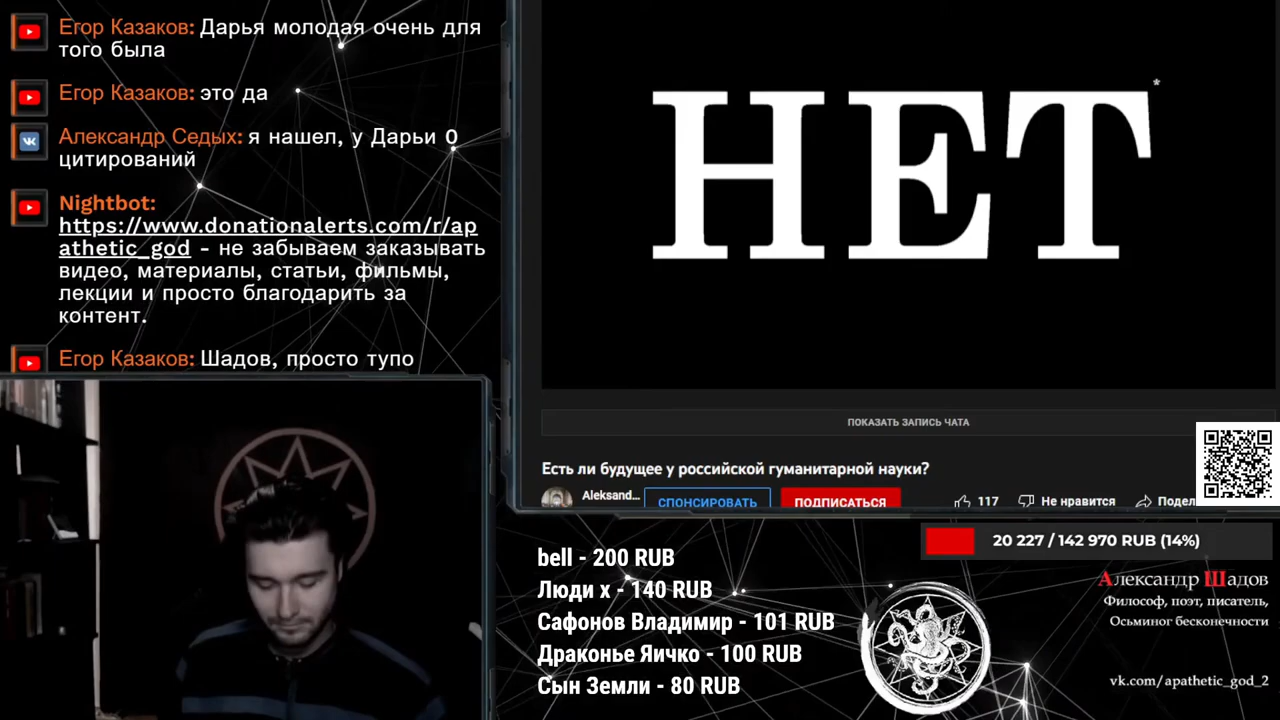 Егор Казаков: Дарья молодая очень для
того была
Егор Казаков: это да
Александр Седых: я нашел, у Дарьи 0
цитирований
Nightbot:
https://www.donationalerts.com/r/ap
athetic_god - не забываем заказывать
видео, материалы, статьи, фильмы,
лекции и просто благодарить за
контент.
Егор Казаков: Шадов, просто тупо
НЕТ*
ПОКАЗАТЬ ЗАПИСЬ ЧАТА
Есть ли будущее у российской гуманитарной науки?
Aleksand...
СПОНСИРОВАТЬ
ПОДПИСАТЬСЯ
117
Не нравится
Подел
20 227 / 142 970 RUB (14%)
bell - 200 RUB
Люди х - 140 RUB
Сафонов Владимир - 101 RUB
Драконье Яичко - 100 RUB
Сын Земли - 80 RUB
Александр Шадов
Философ, поэт, писатель,
Осьминог бесконечности
vk.com/apathetic_god_2